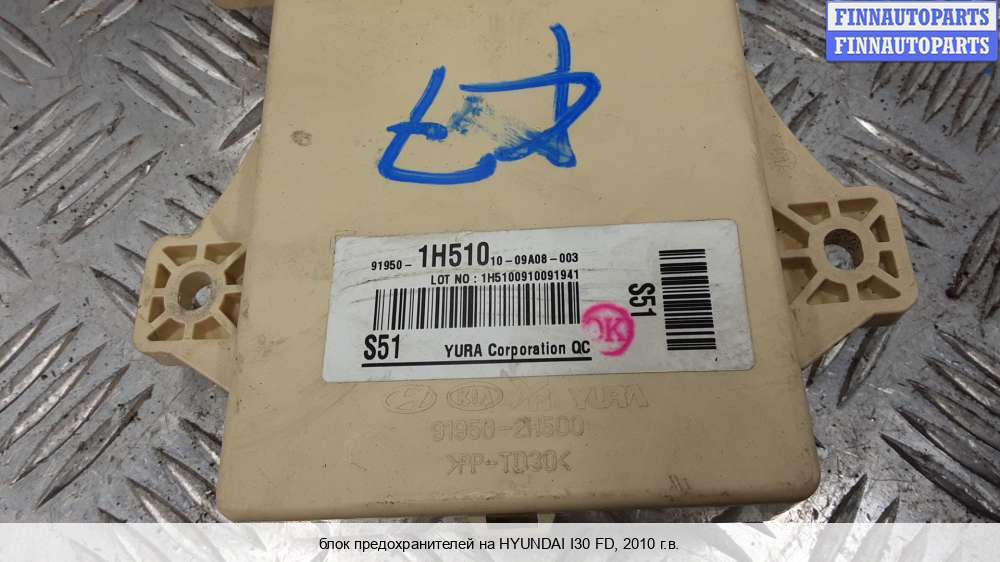 FINNAUTOPARTS
FINNAUTOPARTS
91950- 1H510 10-09A08-003
LOT NO : 1H5100910091941
S51
OK
S51 YURA Corporation QC
KIA YURA
91950-2H500
>PP-TD30<
блок предохранителей на HYUNDAI I30 FD, 2010 г.в.